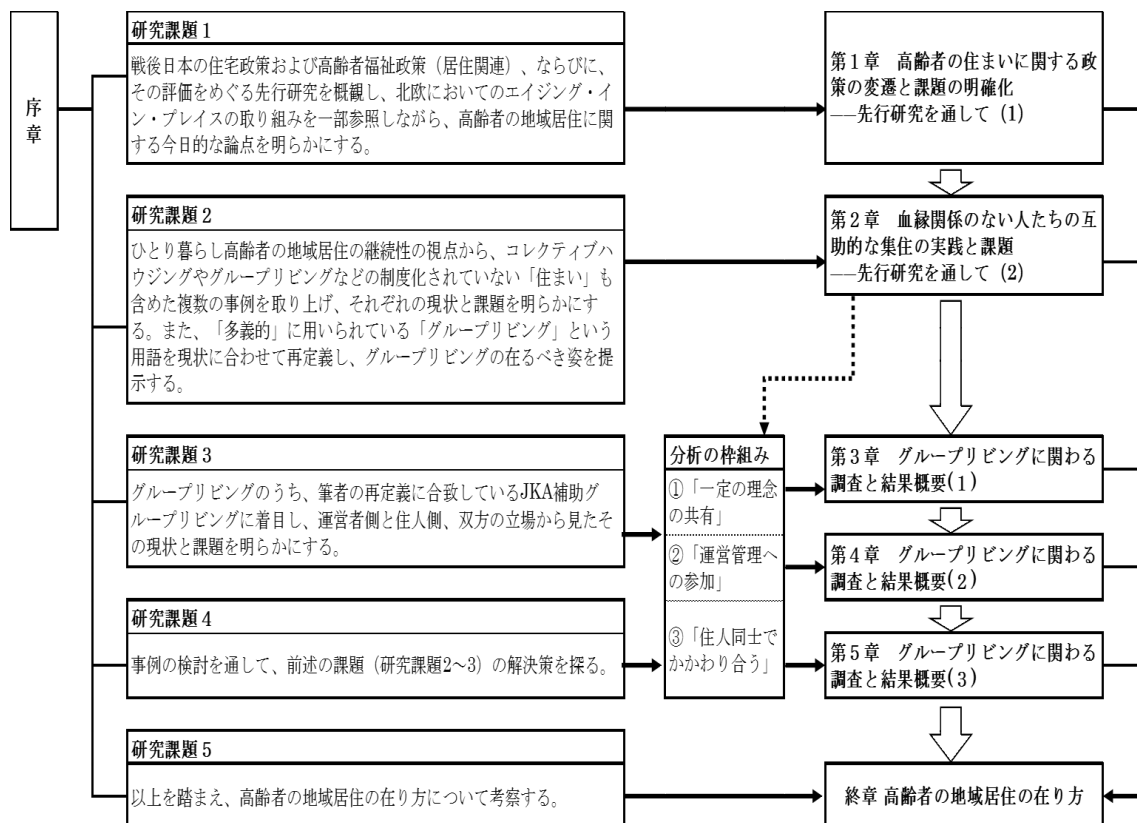 序
章
研究課題1
戦後日本の住宅政策および高齢者福祉政策（居住関連）、ならびに、
その評価をめぐる先行研究を概観し、北欧においてのエイジング・イ
ン・プレイスの取り組みを一部参照しながら、高齢者の地域居住に関
する今日的な論点を明らかにする。
第1章　高齢者の住まいに関する政
策の変遷と課題の明確化
――先行研究を通して (1)
研究課題2
ひとり暮らし高齢者の地域居住の継続性の視点から、コレクティブハ
ウジングやグループリビングなどの制度化されていない「住まい」も
含めた複数の事例を取り上げ、それぞれの現状と課題を明らかにす
る。また、「多義的」に用いられている「グループリビング」という
用語を現状に合わせて再定義し、グループリビングの在るべき姿を提
示する。
第2章　血縁関係のない人たちの互
助的な集住の実践と課題
――先行研究を通して (2)
研究課題3
グループリビングのうち、筆者の再定義に合致しているJKA補助グ
ループリビングに着目し、運営者側と住人側、双方の立場から見たそ
の現状と課題を明らかにする。
分析の枠組み
①「一定の理念
の共有」
②「運営管理へ
の参加」
③「住人同士で
かかわり合う」
第3章　グループリビングに関わる
調査と結果概要(1)
第4章　グループリビングに関わる
調査と結果概要(2)
第5章　グループリビングに関わる
調査と結果概要(3)
研究課題4
事例の検討を通して、前述の課題（研究課題2～3）の解決策を探る。
研究課題5
以上を踏まえ、高齢者の地域居住の在り方について考察する。
終章 高齢者の地域居住の在り方